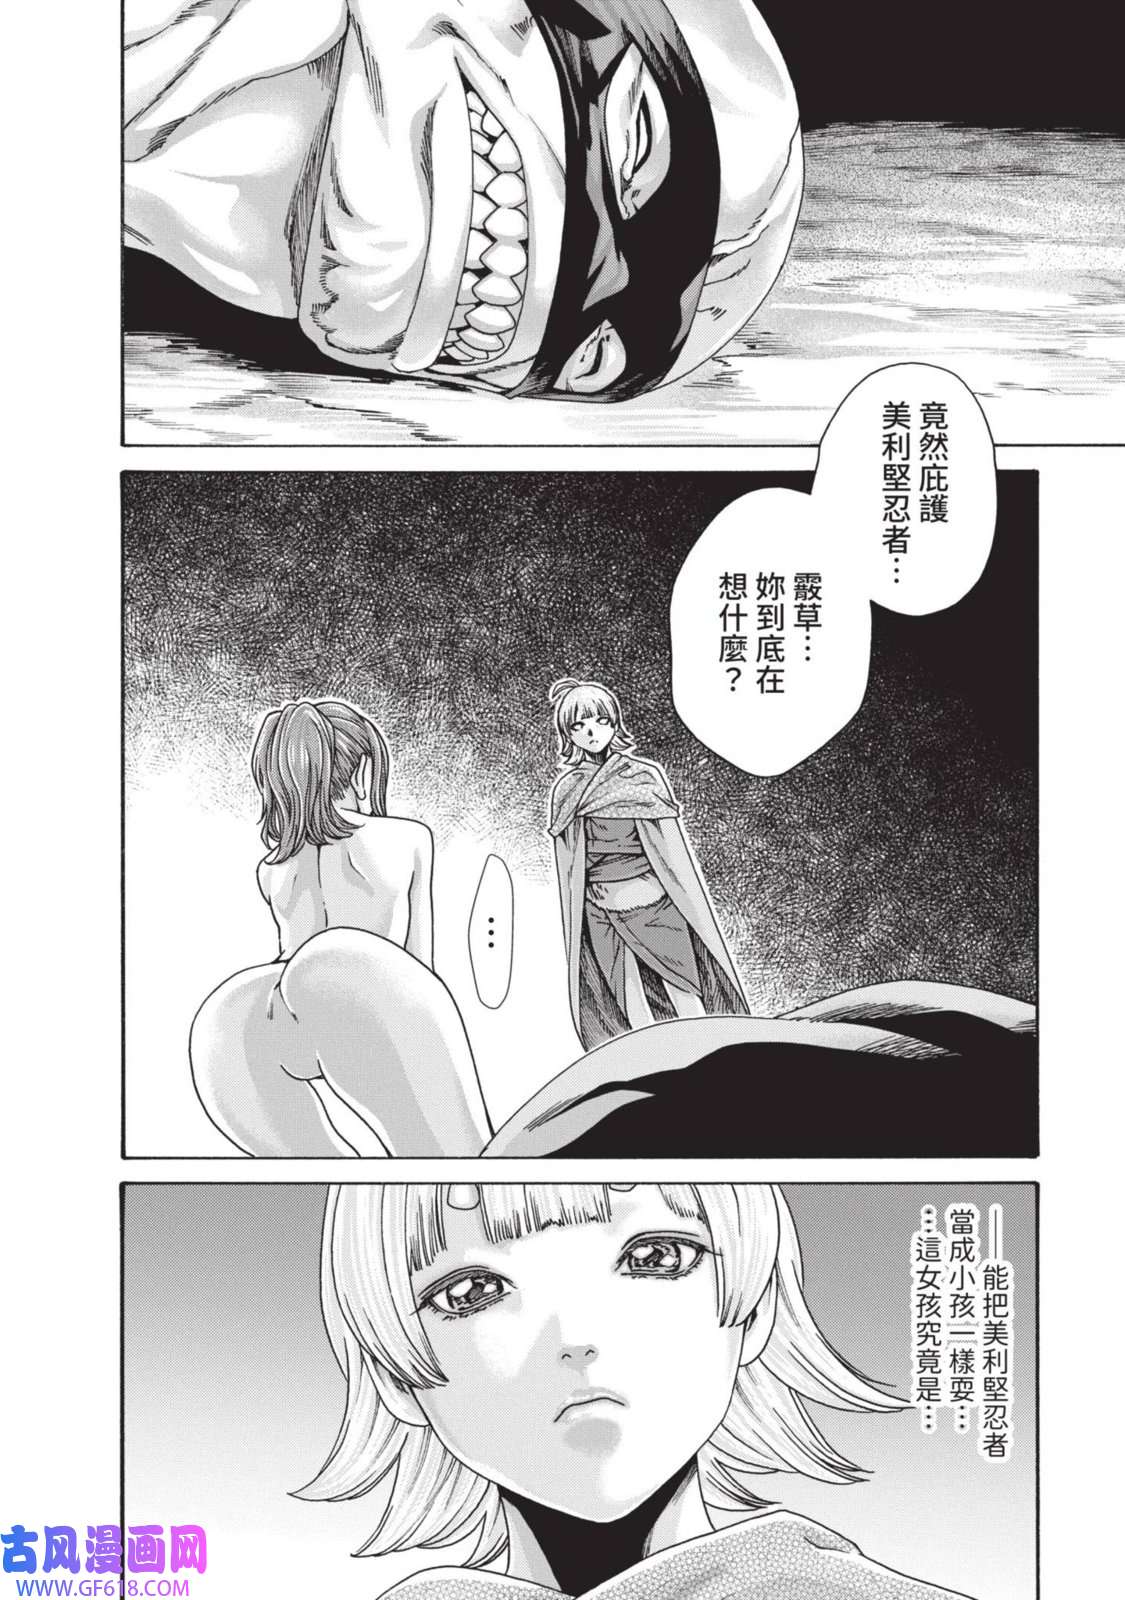 竟然庇護
美利堅忍者…
霞草…
妳到底在
想什麼？
…
——能把美利堅忍者
當成小孩一樣耍…
…這女孩究竟是…
古风漫画网
WWW.GF618.COM